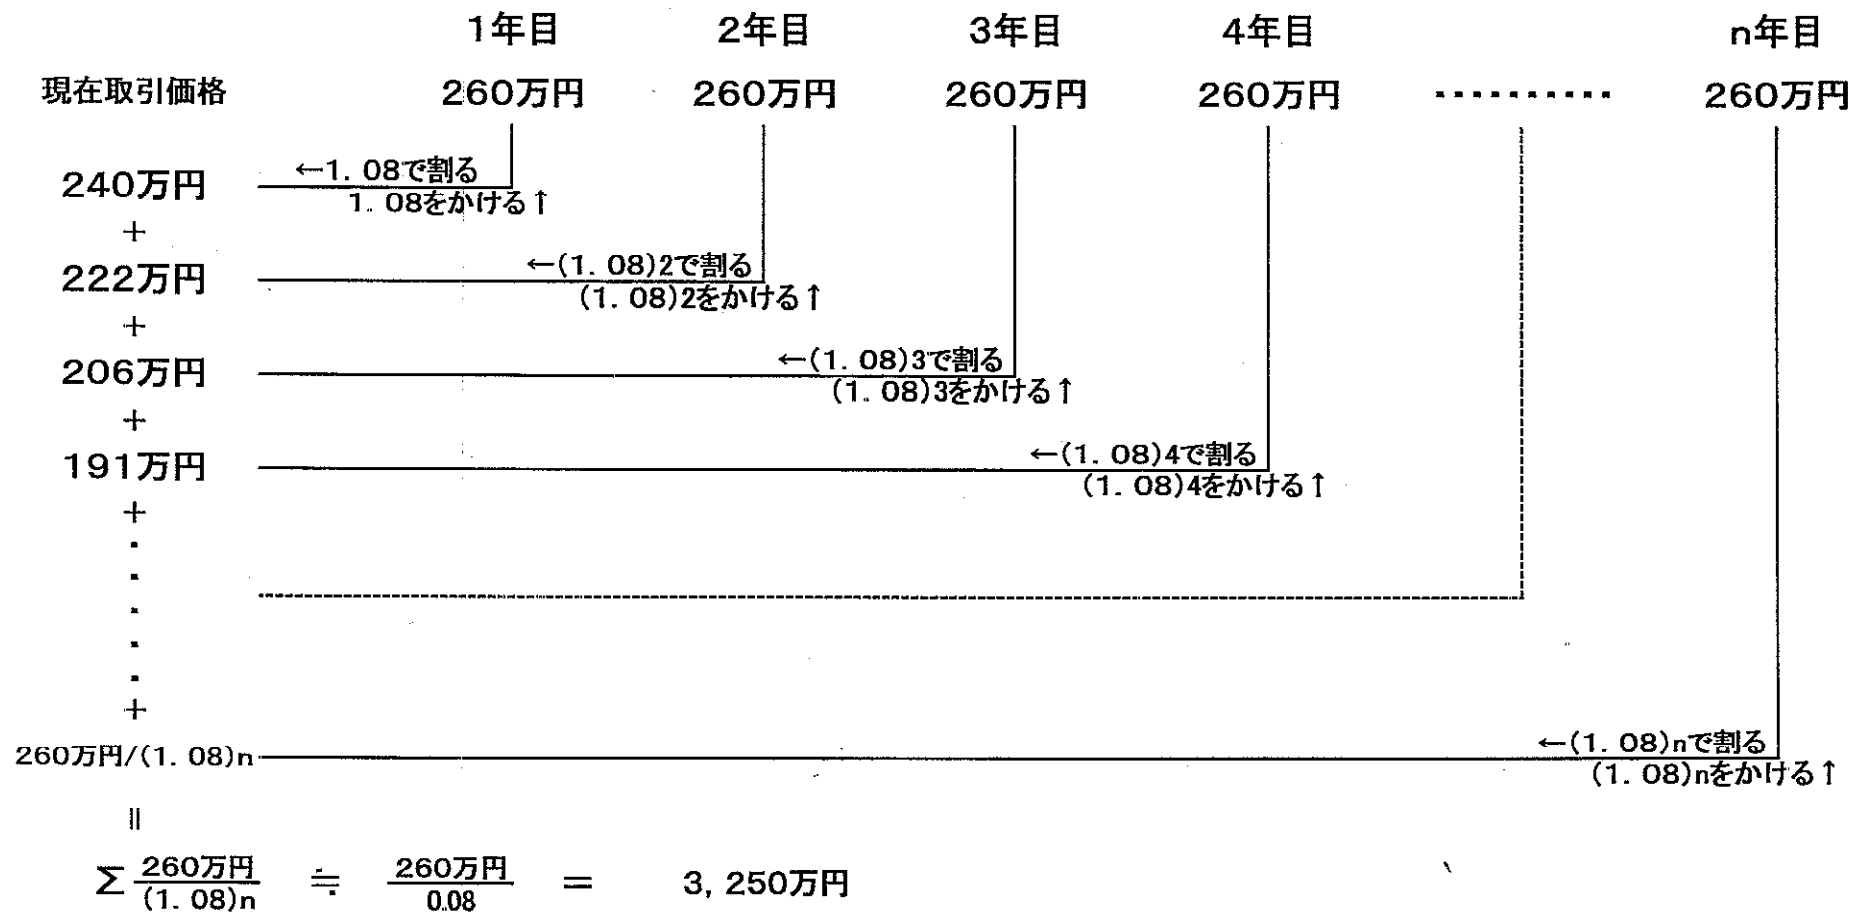 1年目 2年目 3年目 4年目 n年目
現在取引価格 260万円 260万円 260万円 260万円 ・・・・・・・・・・ 260万円
←1. 08で割る
240万円
1. 08をかける↑
+
←(1. 08)2で割る
222万円
(1. 08)2をかける↑
+
←(1. 08)3で割る
206万円
(1. 08)3をかける↑
+
←(1. 08)4で割る
191万円
(1. 08)4をかける↑
+
・
・
・
・
・
+
←(1. 08)nで割る
260万円/(1. 08)n
(1. 08)nをかける↑
||
Σ 260万円/(1. 08)n ≒ 260万円/0.08 = 3, 250万円